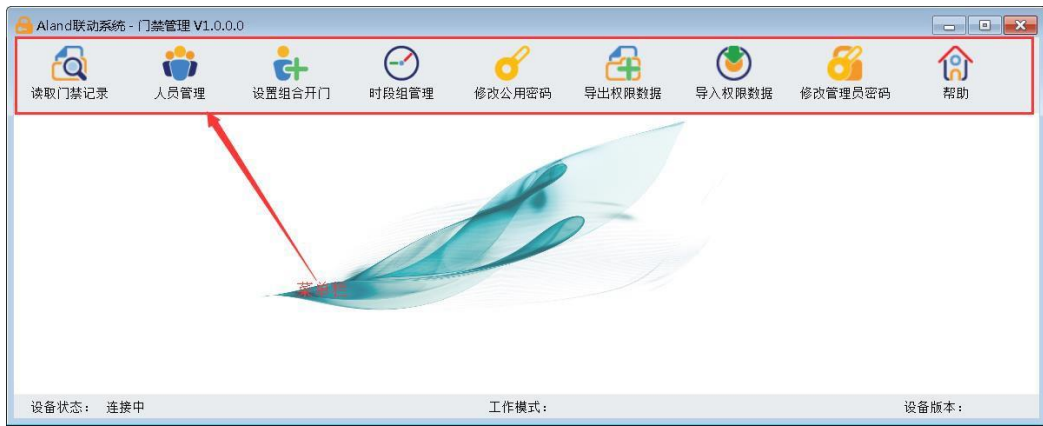 Aland联动系统 - 门禁管理 V1.0.0.0
读取门禁记录 人员管理 设置组合开门 时段组管理 修改公用密码 导出权限数据 导入权限数据 修改管理员密码 帮助
菜单栏
设备状态: 连接中 工作模式: 设备版本: